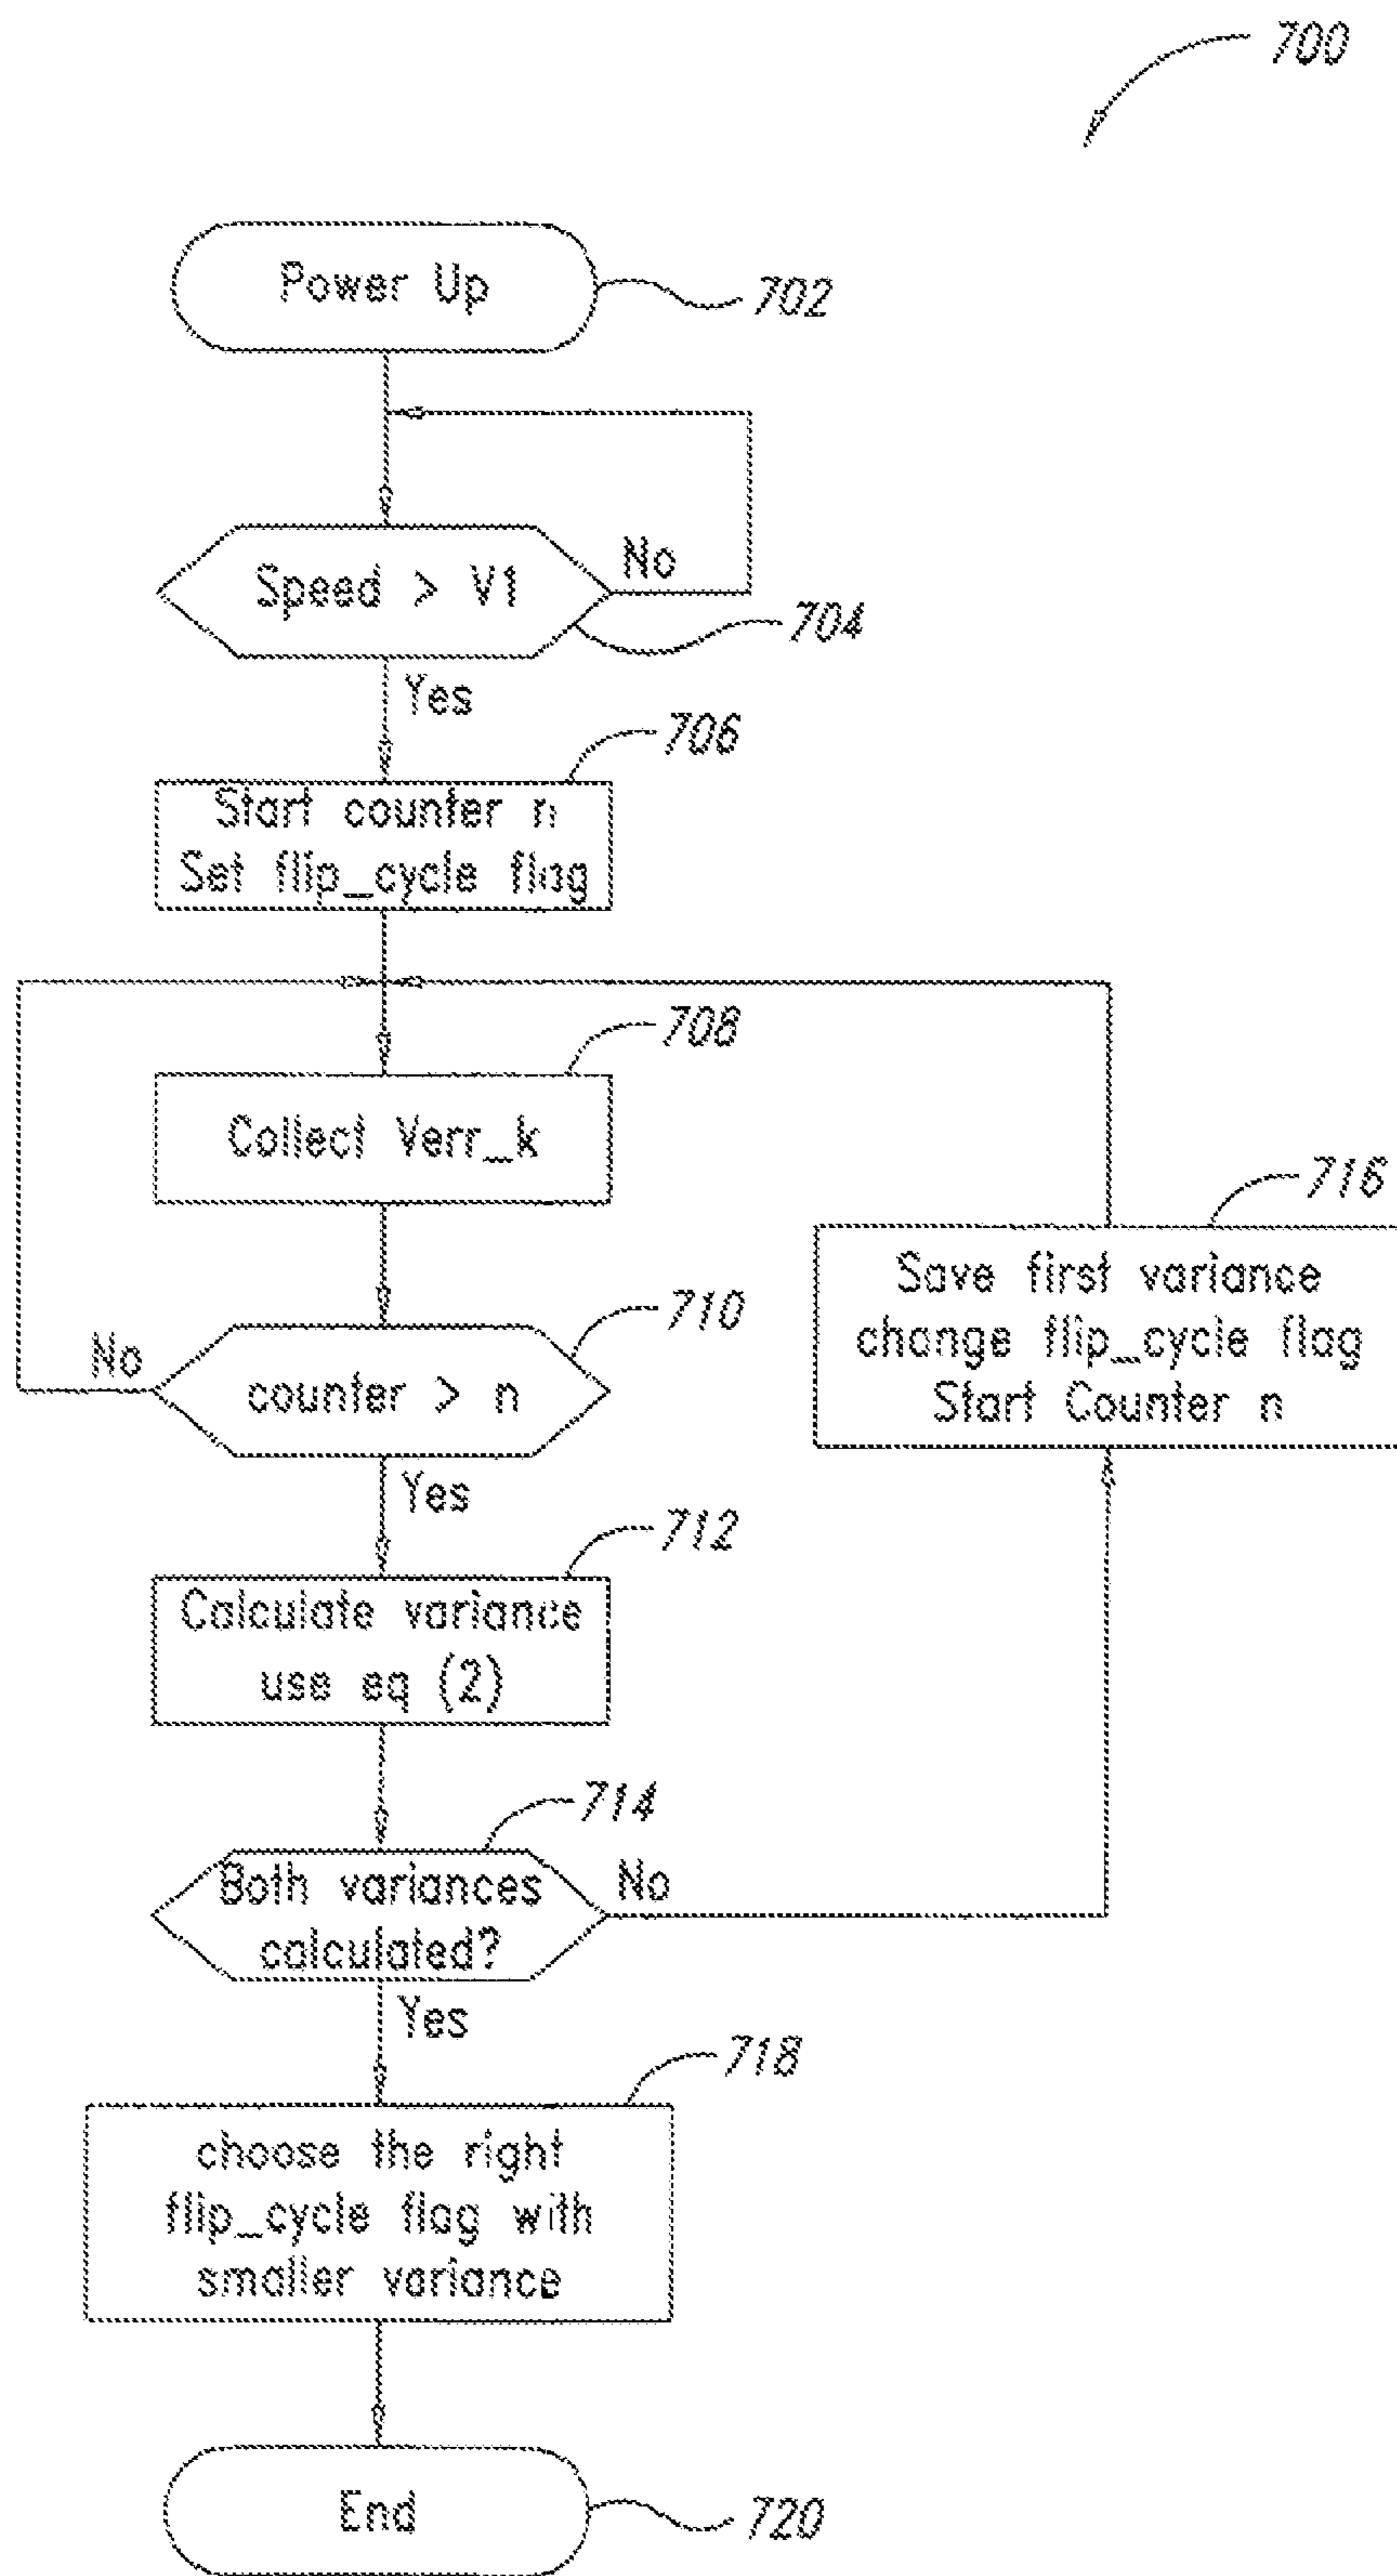 700
Power Up
702
Speed > V1
No
704
Yes
706
Start counter n
Set flip_cycle flag
708
Collect Verr_k
710
No
counter > n
Yes
716
Save first variance
change flip_cycle flag
Start Counter n
712
Calculate variance
use eq (2)
714
Both variances
calculated?
No
Yes
718
choose the right
flip_cycle flag with
smaller variance
End
720